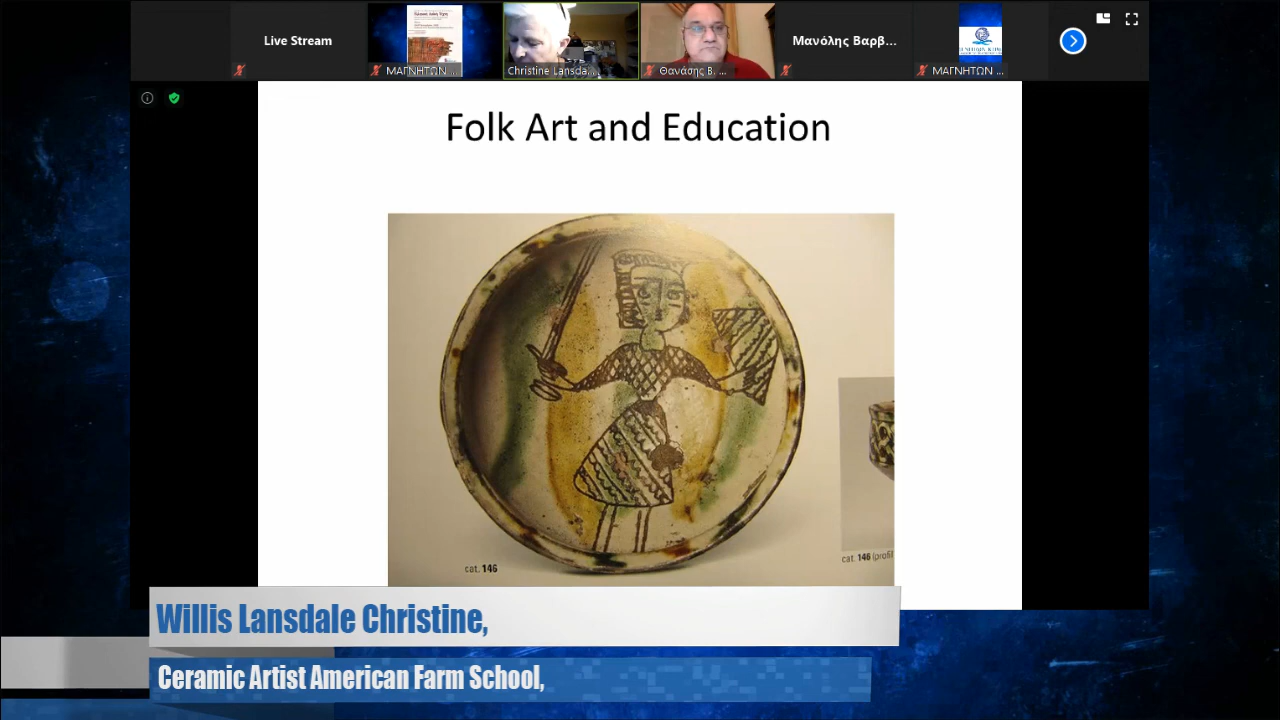 Live Stream
ΜΑΓΝΗΤΩΝ ...
Christine Lansda...
Θανάσης Β. ...
Μανόλης Βαρβ...
ΜΑΓΝΗΤΩΝ ...
Folk Art and Education
cat. 146
cat. 146 (profil
Willis Lansdale Christine,
Ceramic Artist American Farm School,